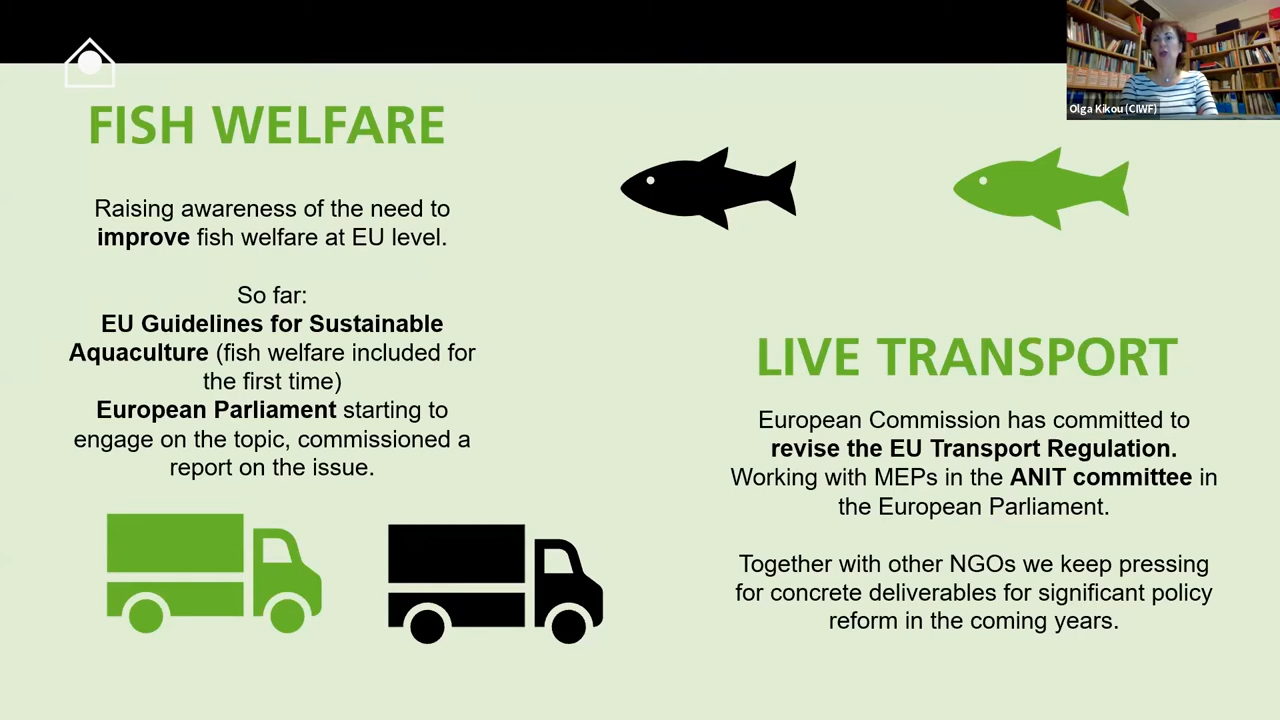 Olga Kikou (CIWF)
FISH WELFARE
Raising awareness of the need to
improve fish welfare at EU level.
So far:
EU Guidelines for Sustainable
Aquaculture (fish welfare included for
the first time)
European Parliament starting to
engage on the topic, commissioned a
report on the issue.
LIVE TRANSPORT
European Commission has committed to
revise the EU Transport Regulation.
Working with MEPs in the ANIT committee in
the European Parliament.
Together with other NGOs we keep pressing
for concrete deliverables for significant policy
reform in the coming years.